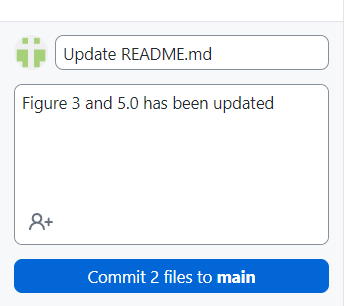 Update README.md
Figure 3 and 5.0 has been updated
Commit 2 files to main